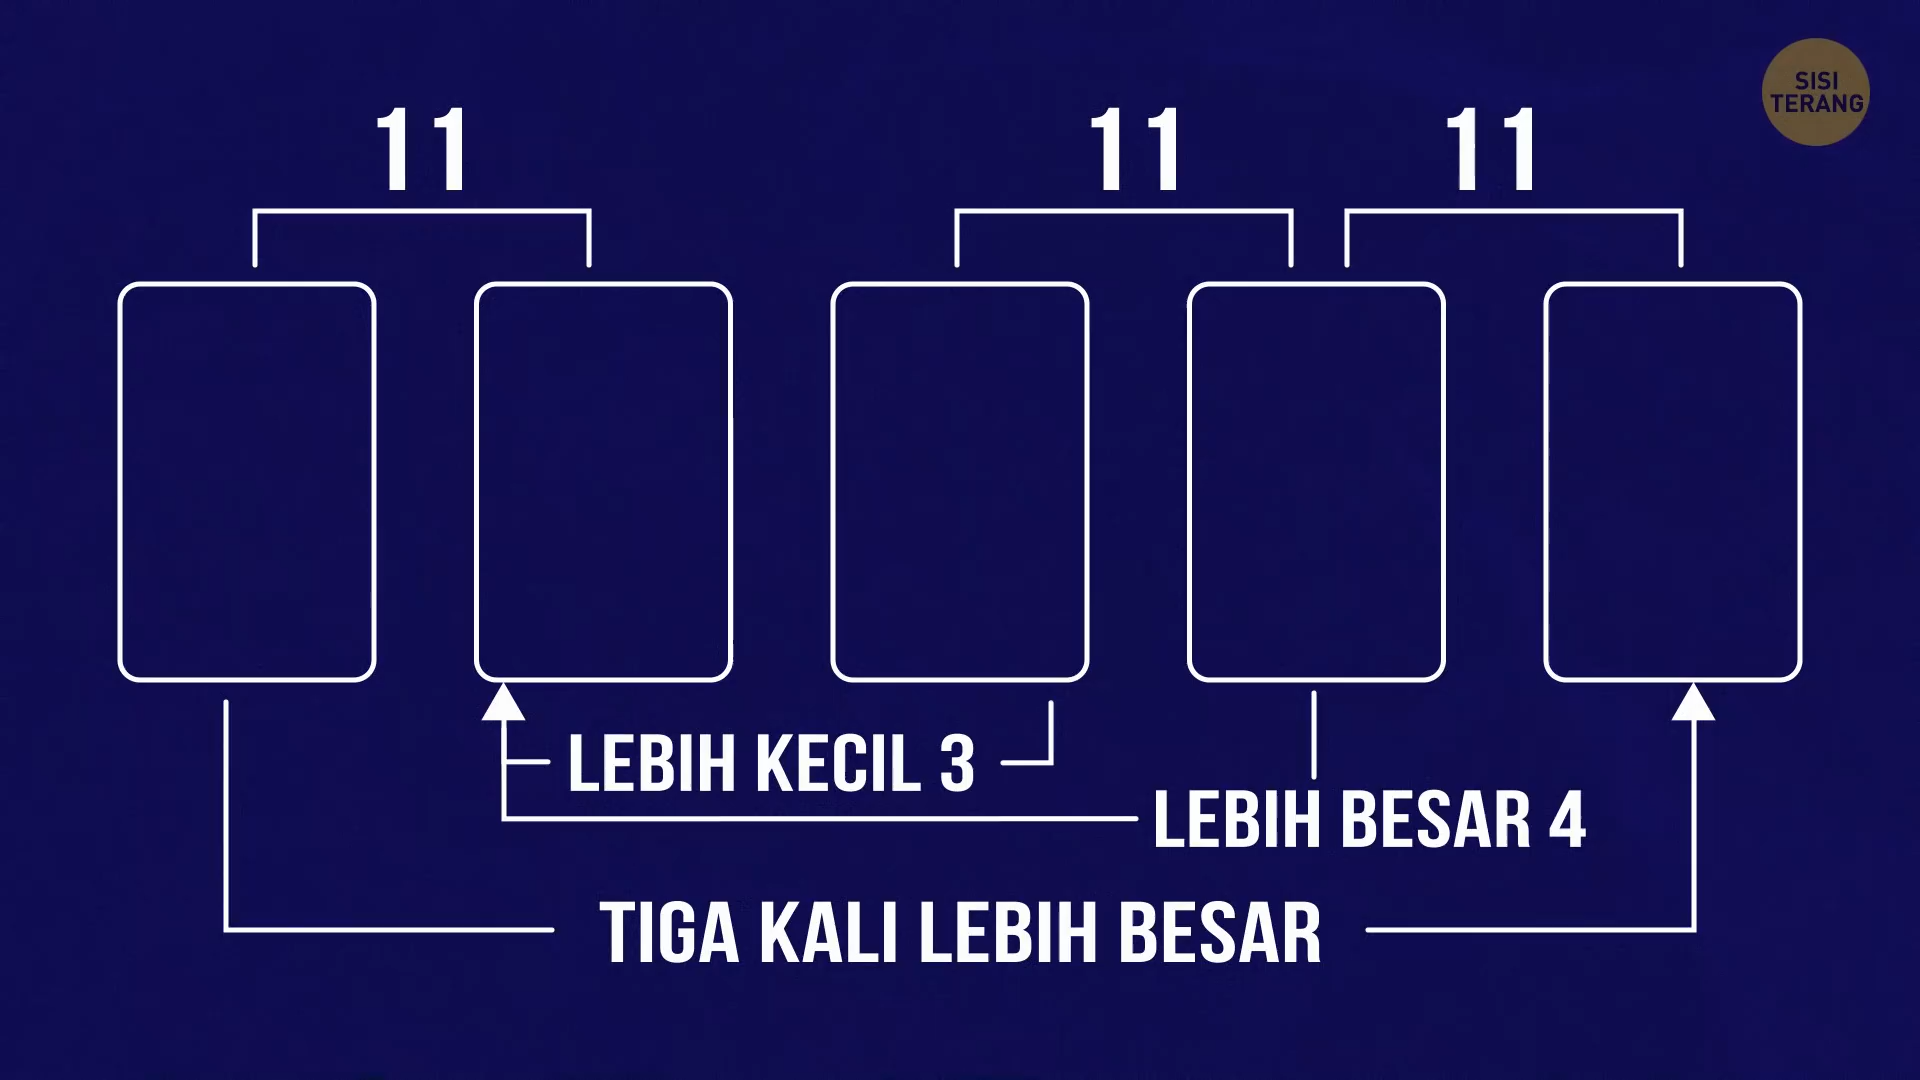 SISI
TERANG
11
11
11
LEBIH KECIL 3
LEBIH BESAR 4
TIGA KALI LEBIH BESAR